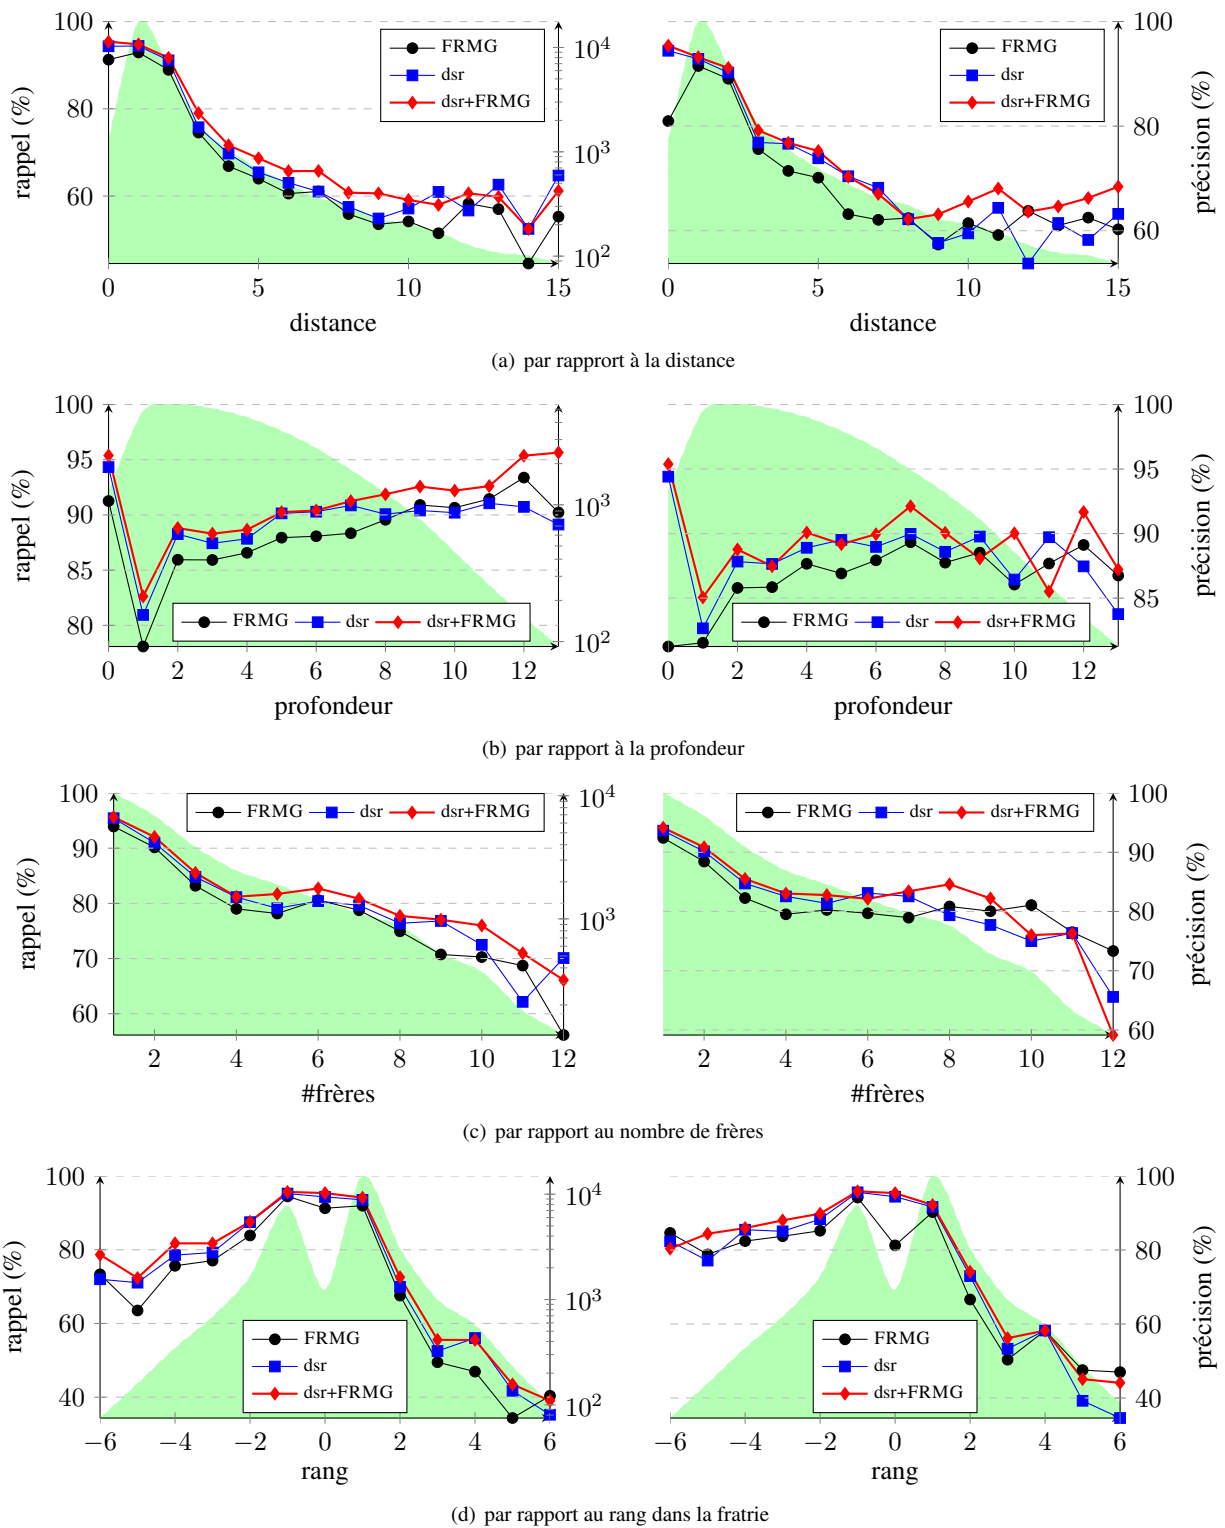 100
80
60
rappel (%)
10^4
10^3
10^2
FRMG
dsr
dsr+FRMG
0 5 10 15
distance
100
80
60
précision (%)
FRMG
dsr
dsr+FRMG
0 5 10 15
distance
(a) par rapprort à la distance
100
95
90
85
80
rappel (%)
10^3
10^2
FRMG dsr dsr+FRMG
0 2 4 6 8 10 12
profondeur
100
95
90
85
précision (%)
FRMG dsr dsr+FRMG
0 2 4 6 8 10 12
profondeur
(b) par rapport à la profondeur
100
90
80
70
60
rappel (%)
10^4
10^3
FRMG dsr dsr+FRMG
2 4 6 8 10 12
#frères
100
90
80
70
60
précision (%)
FRMG dsr dsr+FRMG
2 4 6 8 10 12
#frères
(c) par rapport au nombre de frères
100
80
60
40
rappel (%)
10^4
10^3
10^2
FRMG
dsr
dsr+FRMG
−6 −4 −2 0 2 4 6
rang
100
80
60
40
précision (%)
FRMG
dsr
dsr+FRMG
−6 −4 −2 0 2 4 6
rang
(d) par rapport au rang dans la fratrie